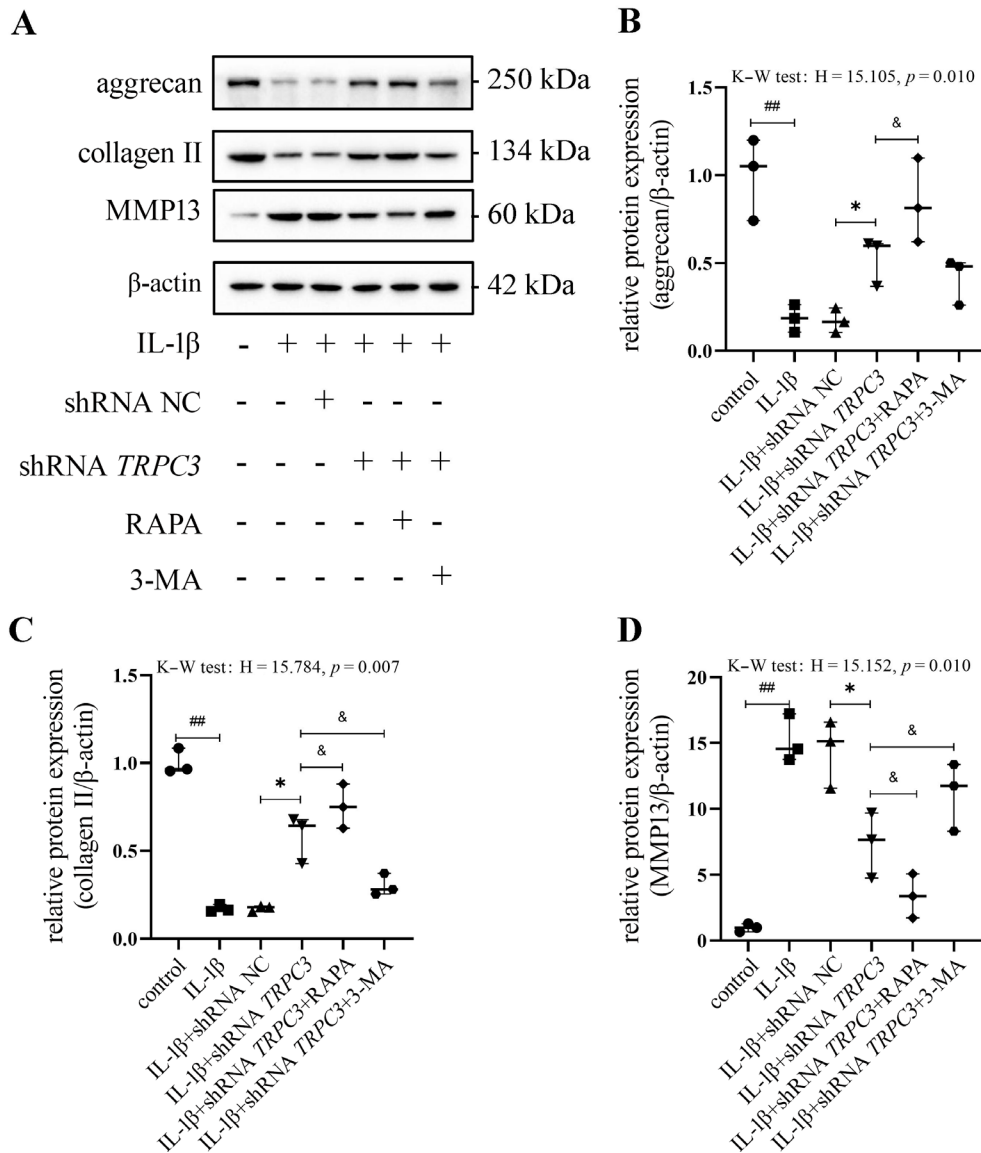 A
aggrecan
250 kDa
collagen II
134 kDa
MMP13
60 kDa
β-actin
42 kDa
IL-1β - + + + + +
shRNA NC - - + - - -
shRNA TRPC3 - - - + + +
RAPA - - - - + -
3-MA - - - - - +
B
K–W test: H = 15.105, p = 0.010
relative protein expression
(aggrecan/β-actin)
1.5
1.0
0.5
0.0
##
*
&
control
IL-1β
IL-1β+shRNA NC
IL-1β+shRNA TRPC3
IL-1β+shRNA TRPC3+RAPA
IL-1β+shRNA TRPC3+3-MA
C
K–W test: H = 15.784, p = 0.007
relative protein expression
(collagen II/β-actin)
1.5
1.0
0.5
0.0
##
*
&
&
control
IL-1β
IL-1β+shRNA NC
IL-1β+shRNA TRPC3
IL-1β+shRNA TRPC3+RAPA
IL-1β+shRNA TRPC3+3-MA
D
K–W test: H = 15.152, p = 0.010
relative protein expression
(MMP13/β-actin)
20
15
10
5
0
##
*
&
&
control
IL-1β
IL-1β+shRNA NC
IL-1β+shRNA TRPC3
IL-1β+shRNA TRPC3+RAPA
IL-1β+shRNA TRPC3+3-MA